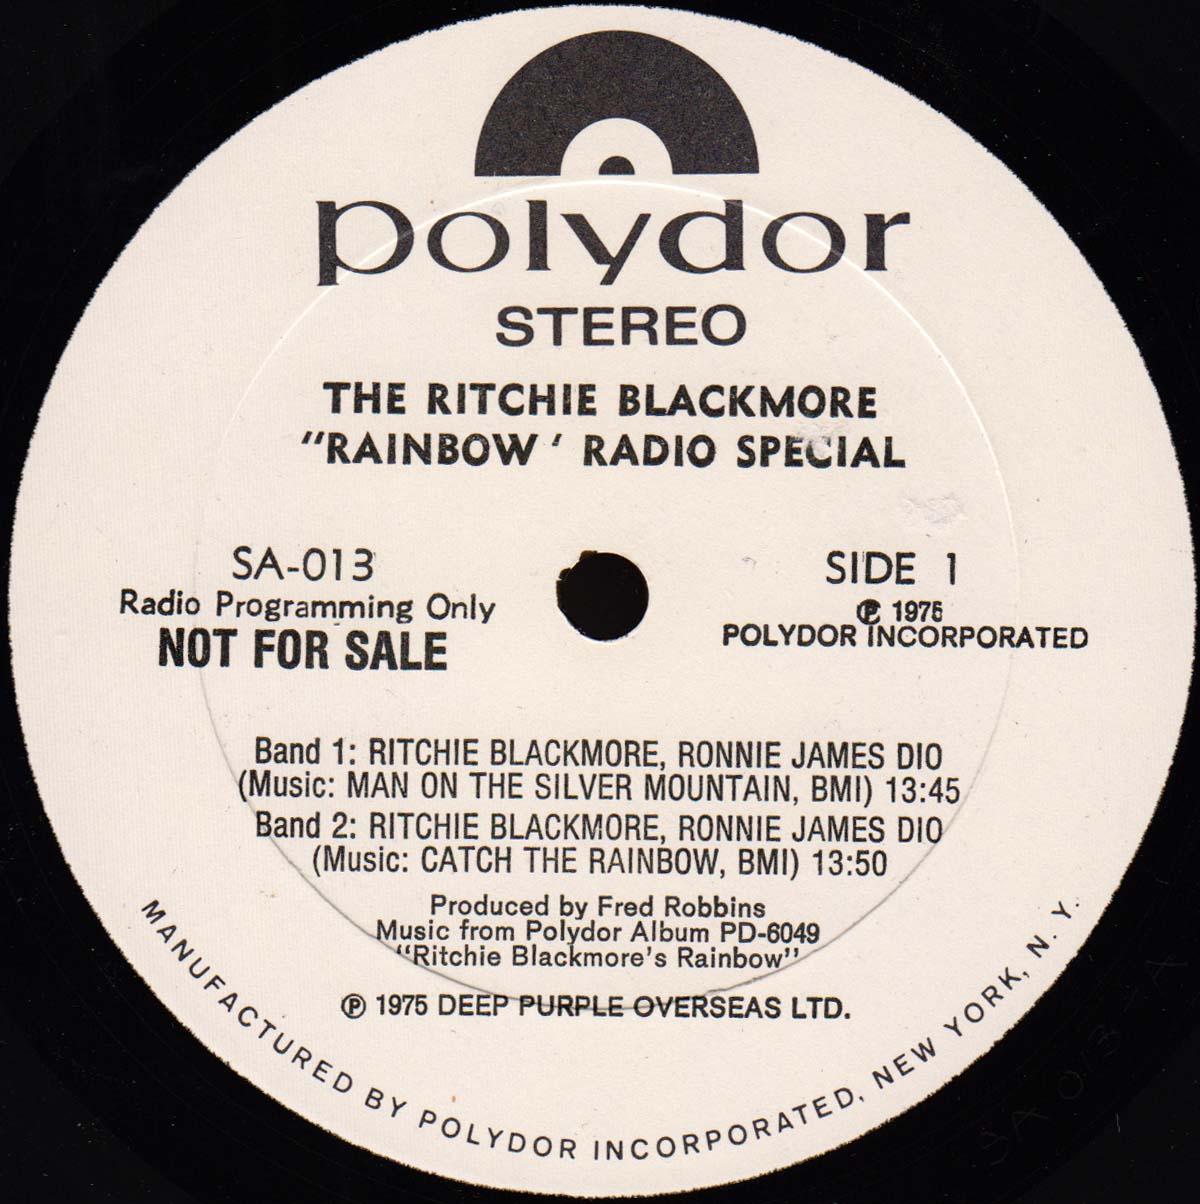 polydor
STEREO
THE RITCHIE BLACKMORE
"RAINBOW ' RADIO SPECIAL
SA-013
Radio Programming Only
NOT FOR SALE
SIDE 1
℗ 1975
POLYDOR INCORPORATED
Band 1: RITCHIE BLACKMORE, RONNIE JAMES DIO
(Music: MAN ON THE SILVER MOUNTAIN, BMI) 13:45
Band 2: RITCHIE BLACKMORE, RONNIE JAMES DIO
(Music: CATCH THE RAINBOW, BMI) 13:50
Produced by Fred Robbins
Music from Polydor Album PD-6049
"Ritchie Blackmore's Rainbow"
℗ 1975 DEEP PURPLE OVERSEAS LTD.
MANUFACTURED BY POLYDOR INCORPORATED, NEW YORK, N. Y.
SA 013 A